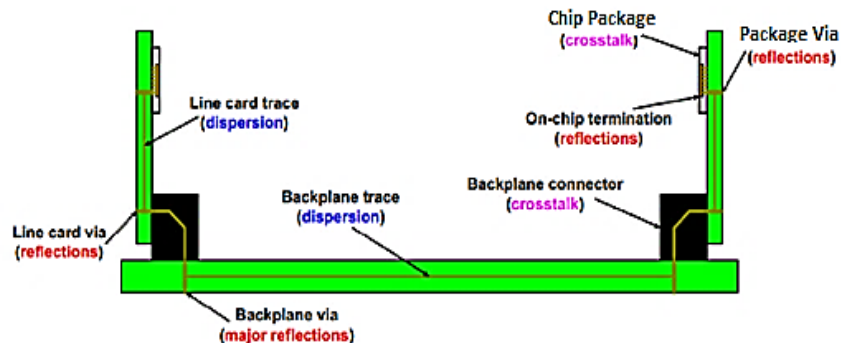 Chip Package
(crosstalk)
Package Via
(reflections)
Line card trace
(dispersion)
On-chip termination
(reflections)
Backplane trace
(dispersion)
Backplane connector
(crosstalk)
Line card via
(reflections)
Backplane via
(major reflections)